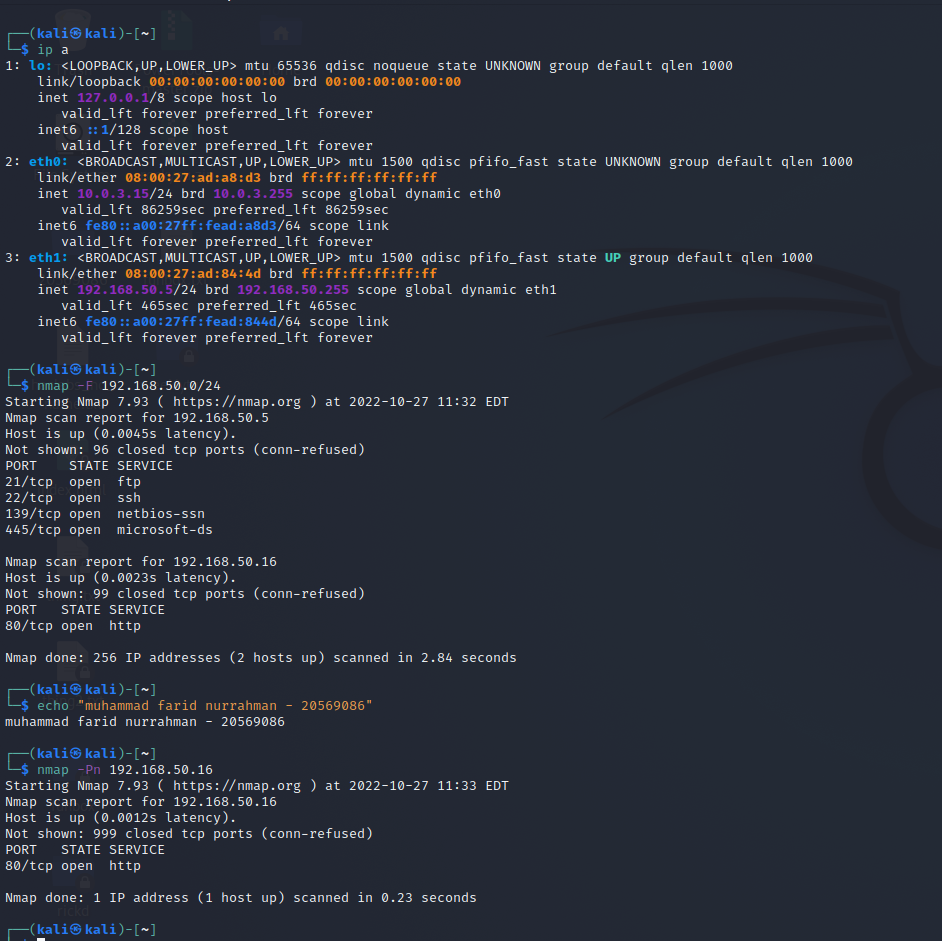 ┌──(kali㉿kali)-[~]
└─$ ip a
1: lo: <LOOPBACK,UP,LOWER_UP> mtu 65536 qdisc noqueue state UNKNOWN group default qlen 1000
    link/loopback 00:00:00:00:00:00 brd 00:00:00:00:00:00
    inet 127.0.0.1/8 scope host lo
       valid_lft forever preferred_lft forever
    inet6 ::1/128 scope host
       valid_lft forever preferred_lft forever
2: eth0: <BROADCAST,MULTICAST,UP,LOWER_UP> mtu 1500 qdisc pfifo_fast state UNKNOWN group default qlen 1000
    link/ether 08:00:27:ad:a8:d3 brd ff:ff:ff:ff:ff:ff
    inet 10.0.3.15/24 brd 10.0.3.255 scope global dynamic eth0
       valid_lft 86259sec preferred_lft 86259sec
    inet6 fe80::a00:27ff:fead:a8d3/64 scope link
       valid_lft forever preferred_lft forever
3: eth1: <BROADCAST,MULTICAST,UP,LOWER_UP> mtu 1500 qdisc pfifo_fast state UP group default qlen 1000
    link/ether 08:00:27:ad:84:4d brd ff:ff:ff:ff:ff:ff
    inet 192.168.50.5/24 brd 192.168.50.255 scope global dynamic eth1
       valid_lft 465sec preferred_lft 465sec
    inet6 fe80::a00:27ff:fead:844d/64 scope link
       valid_lft forever preferred_lft forever
┌──(kali㉿kali)-[~]
└─$ nmap -F 192.168.50.0/24
Starting Nmap 7.93 ( https://nmap.org ) at 2022-10-27 11:32 EDT
Nmap scan report for 192.168.50.5
Host is up (0.0045s latency).
Not shown: 96 closed tcp ports (conn-refused)
PORT    STATE SERVICE
21/tcp  open  ftp
22/tcp  open  ssh
139/tcp open  netbios-ssn
445/tcp open  microsoft-ds
Nmap scan report for 192.168.50.16
Host is up (0.0023s latency).
Not shown: 99 closed tcp ports (conn-refused)
PORT   STATE SERVICE
80/tcp open  http
Nmap done: 256 IP addresses (2 hosts up) scanned in 2.84 seconds
┌──(kali㉿kali)-[~]
└─$ echo "muhammad farid nurrahman - 20569086"
muhammad farid nurrahman - 20569086
┌──(kali㉿kali)-[~]
└─$ nmap -Pn 192.168.50.16
Starting Nmap 7.93 ( https://nmap.org ) at 2022-10-27 11:33 EDT
Nmap scan report for 192.168.50.16
Host is up (0.0012s latency).
Not shown: 999 closed tcp ports (conn-refused)
PORT   STATE SERVICE
80/tcp open  http
Nmap done: 1 IP address (1 host up) scanned in 0.23 seconds
┌──(kali㉿kali)-[~]